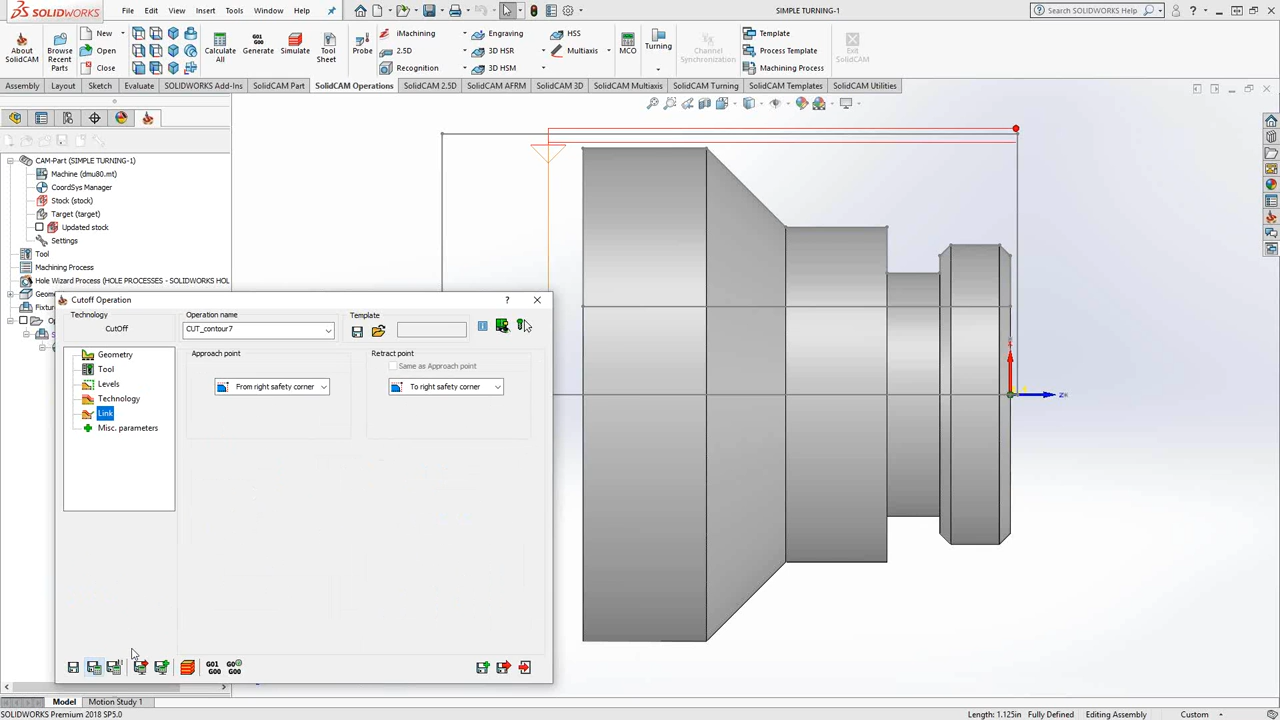 SOLIDWORKS
File Edit View Insert Tools Window Help
SIMPLE TURNING-1
Search SolidCAM Help
About SolidCAM
Browse Recent Parts
New
Open
Close
Calculate All
Generate
Simulate
Tool Sheet
Probe
iMachining
2.5D
Recognition
Engraving
3D HSR
3D HSM
HSS
Multiaxis
MCO
Turning
Channel Synchronization
Template
Process Template
Machining Process
Exit SolidCAM
Assembly Layout Sketch Evaluate SOLIDWORKS Add-Ins SolidCAM Part SolidCAM Operations SolidCAM 2.5D SolidCAM AFRM SolidCAM 3D SolidCAM Multiaxis SolidCAM Turning SolidCAM Templates SolidCAM Utilities
CAM-Part (SIMPLE TURNING-1)
Machine (dmu80.mt)
CoordSys Manager
Stock (stock)
Target (target)
Updated stock
Settings
Tool
Machining Process
Hole Wizard Process (HOLE PROCESSES - SOLIDWORKS HOL
Geome
Fixtur
Op
S
Cutoff Operation
?
Technology
CutOff
Operation name
CUT_contour7
Template
Geometry
Tool
Levels
Technology
Link
Misc. parameters
Approach point
From right safety corner
Retract point
Same as Approach point
To right safety corner
G01 G00
Model Motion Study 1
SOLIDWORKS Premium 2018 SP5.0
Length: 1.125in Fully Defined Editing Assembly Custom